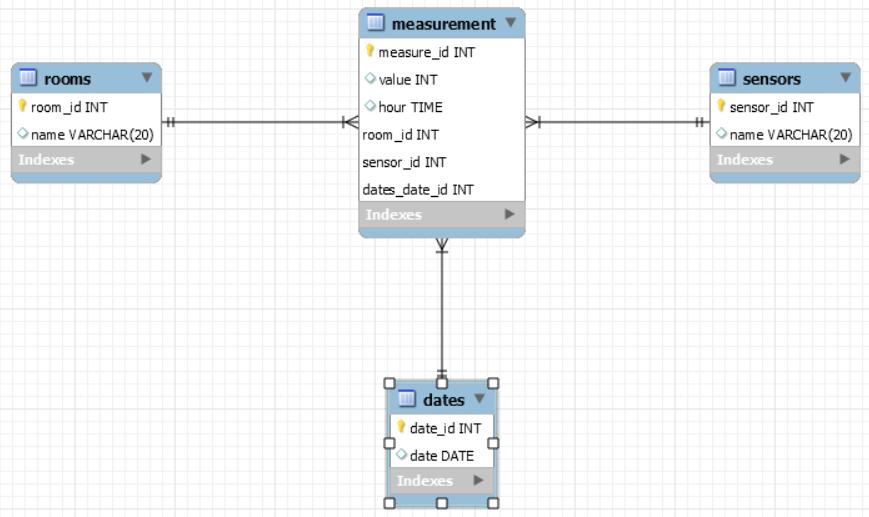 measurement
measure_id INT
value INT
hour TIME
room_id INT
sensor_id INT
dates_date_id INT
Indexes
rooms
room_id INT
name VARCHAR(20)
Indexes
sensors
sensor_id INT
name VARCHAR(20)
Indexes
dates
date_id INT
date DATE
Indexes